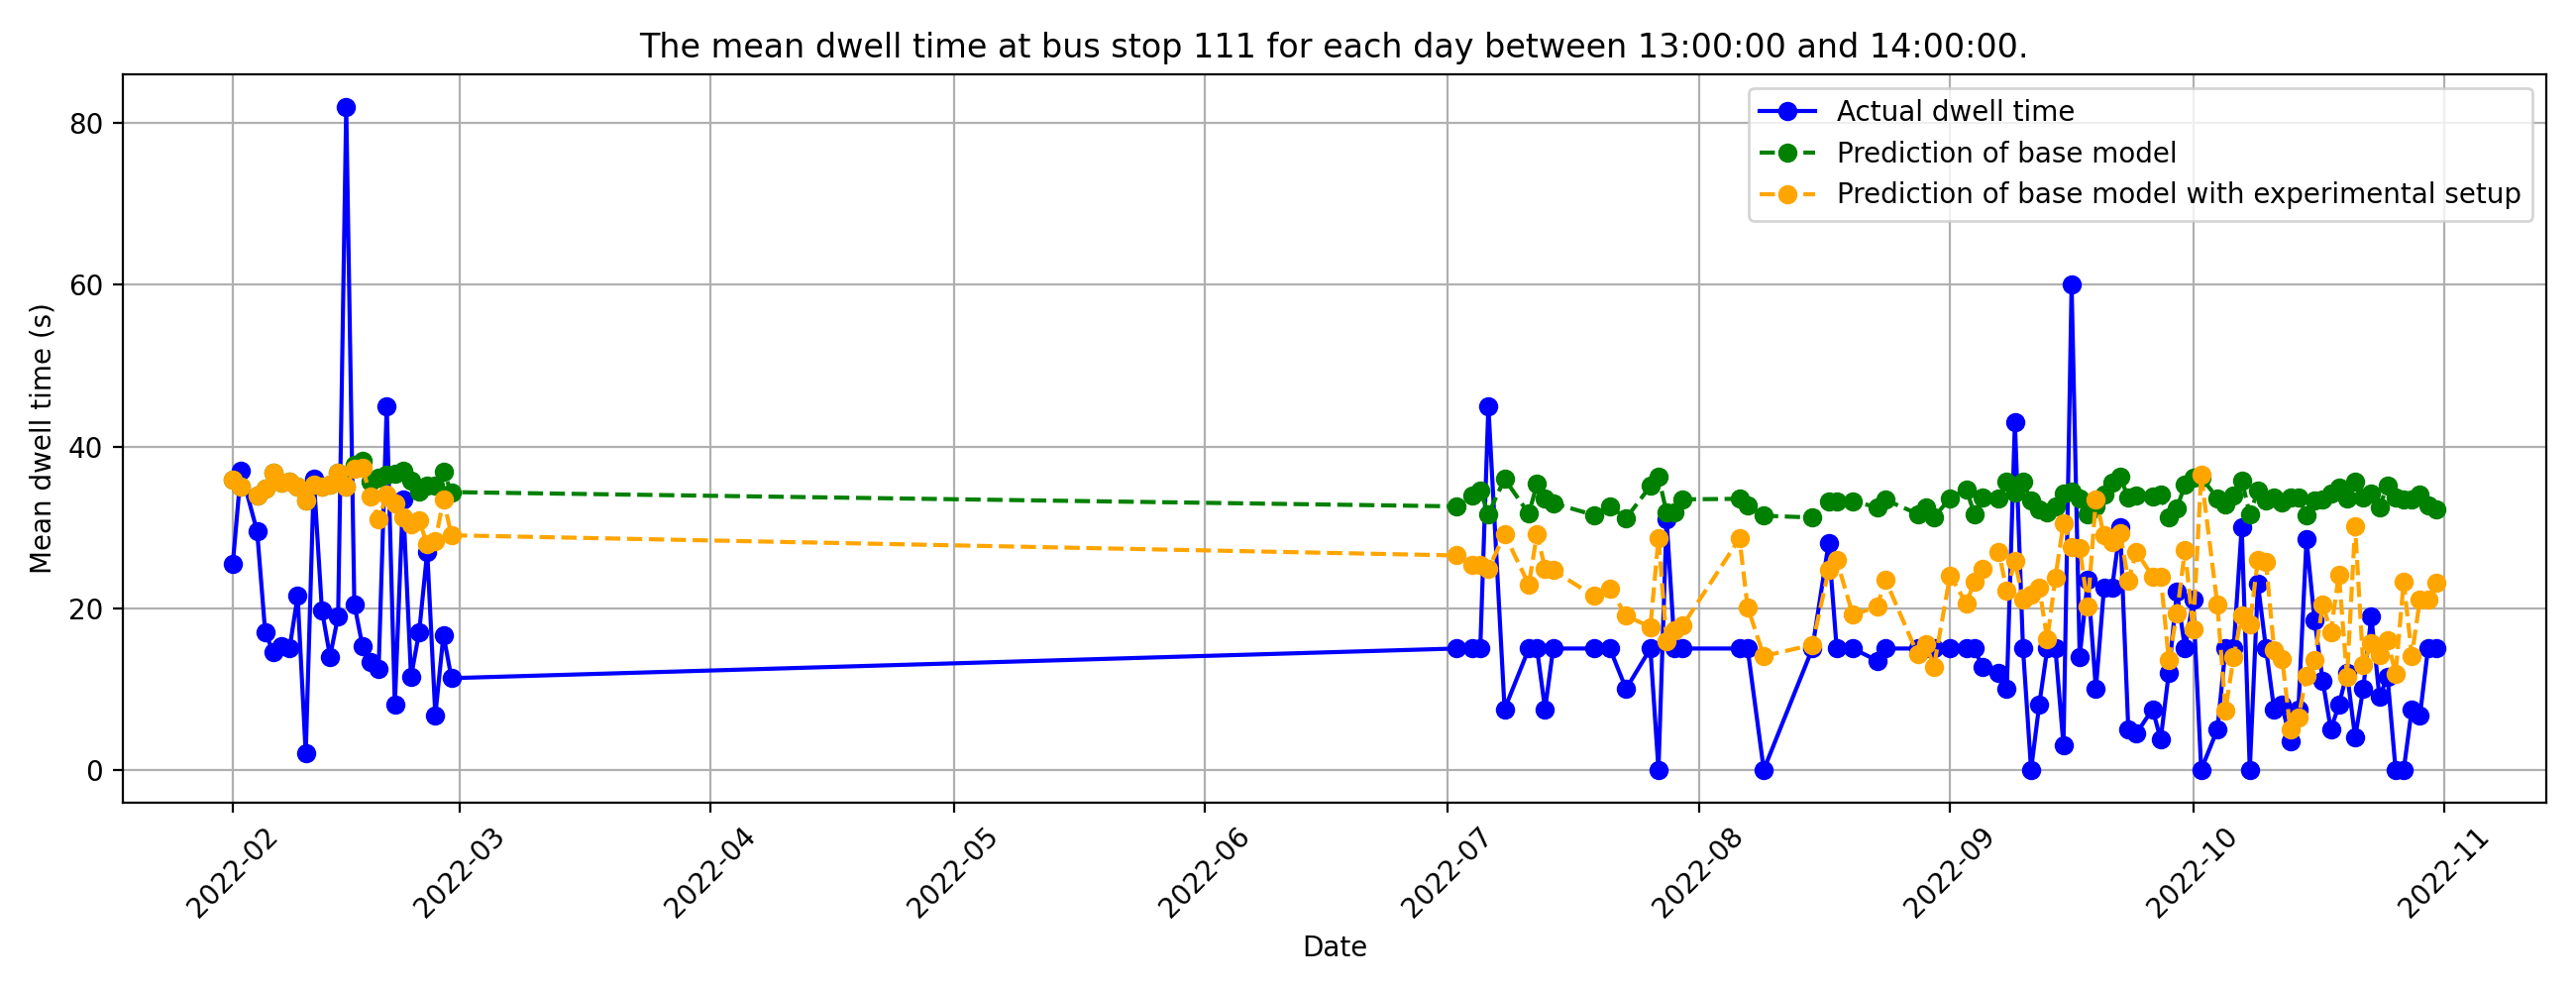 The mean dwell time at bus stop 111 for each day between 13:00:00 and 14:00:00.
Actual dwell time
Prediction of base model
Prediction of base model with experimental setup
Mean dwell time (s)
80
60
40
20
0
2022-02
2022-03
2022-04
2022-05
2022-06
2022-07
2022-08
2022-09
2022-10
2022-11
Date